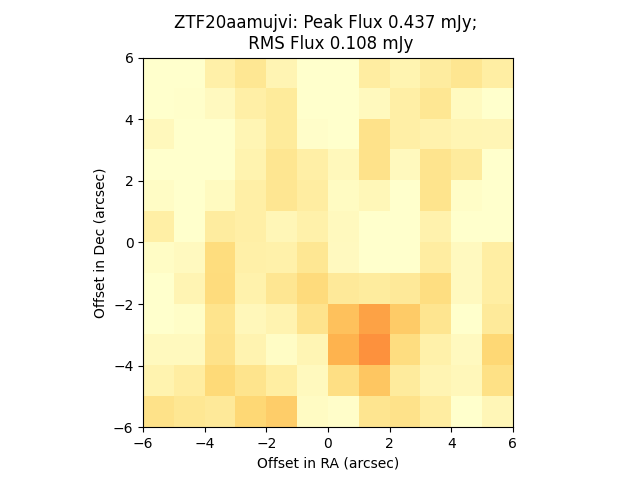 ZTF20aamujvi: Peak Flux 0.437 mJy;
RMS Flux 0.108 mJy
6
4
2
0
−2
−4
−6
Offset in Dec (arcsec)
−6 −4 −2 0 2 4 6
Offset in RA (arcsec)